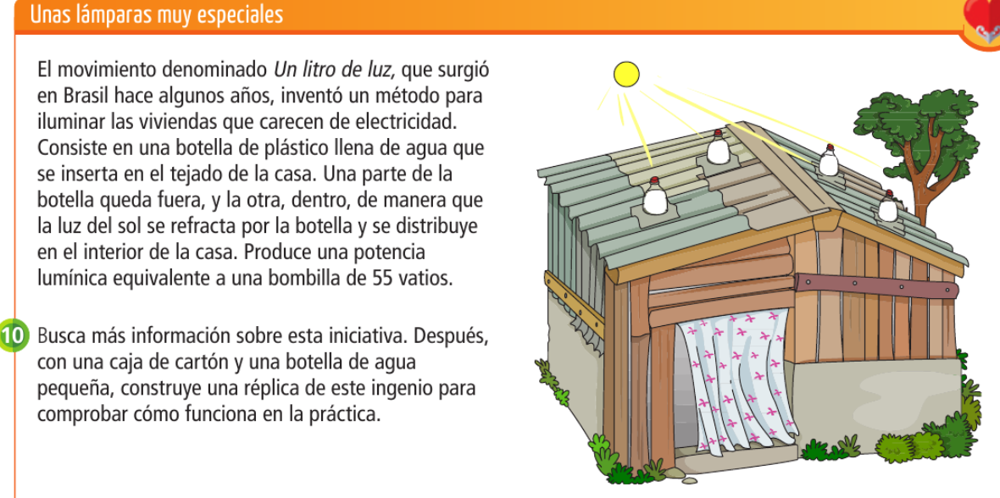 Unas lámparas muy especiales
El movimiento denominado Un litro de luz, que surgió
en Brasil hace algunos años, inventó un método para
iluminar las viviendas que carecen de electricidad.
Consiste en una botella de plástico llena de agua que
se inserta en el tejado de la casa. Una parte de la
botella queda fuera, y la otra, dentro, de manera que
la luz del sol se refracta por la botella y se distribuye
en el interior de la casa. Produce una potencia
lumínica equivalente a una bombilla de 55 vatios.
10 Busca más información sobre esta iniciativa. Después,
con una caja de cartón y una botella de agua
pequeña, construye una réplica de este ingenio para
comprobar cómo funciona en la práctica.